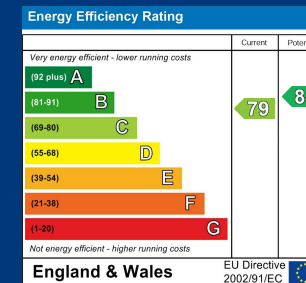 Energy Efficiency Rating
Current
Very energy efficient - lower running costs
(92 plus) A
(81-91) B
79
(69-80) C
(55-68) D
(39-54) E
(21-38) F
(1-20) G
Not energy efficient - higher running costs
England & Wales
EU Directive
2002/91/EC